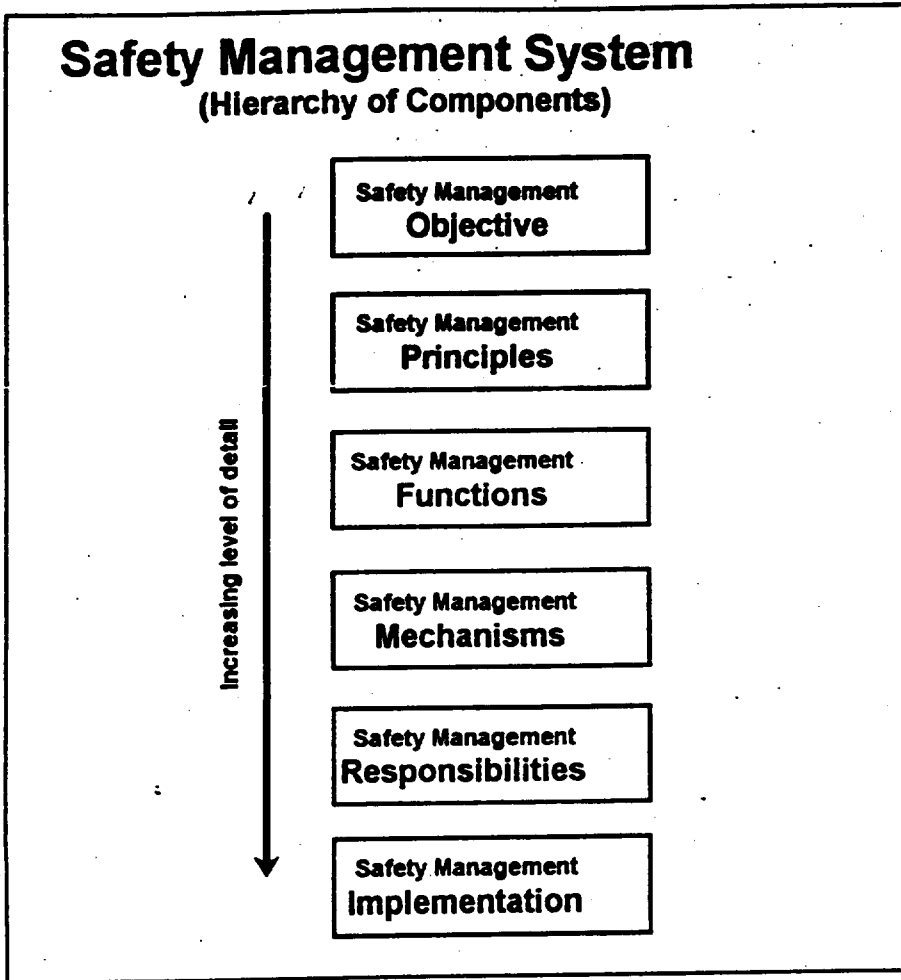 Safety Management System
(Hierarchy of Components)
Safety Management
Objective
Safety Management
Principles
Safety Management
Functions
Safety Management
Mechanisms
Safety Management
Responsibilities
Safety Management
Implementation
Increasing level of detail